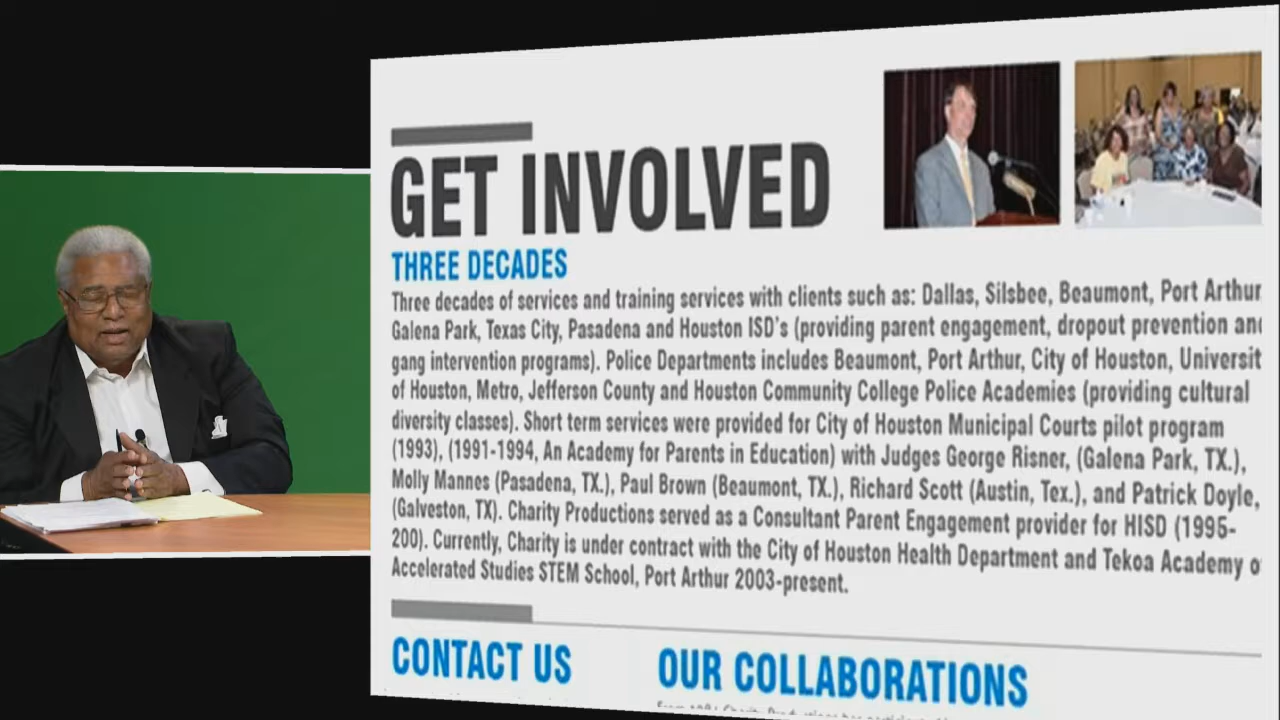 GET INVOLVED
THREE DECADES
Three decades of services and training services with clients such as: Dallas, Silsbee, Beaumont, Port Arthur
Galena Park, Texas City, Pasadena and Houston ISD's (providing parent engagement, dropout prevention and
gang intervention programs). Police Departments includes Beaumont, Port Arthur, City of Houston, Universit
of Houston, Metro, Jefferson County and Houston Community College Police Academies (providing cultural
diversity classes). Short term services were provided for City of Houston Municipal Courts pilot program
(1993), (1991-1994, An Academy for Parents in Education) with Judges George Risner, (Galena Park, TX.),
Molly Mannes (Pasadena, TX.), Paul Brown (Beaumont, TX.), Richard Scott (Austin, Tex.), and Patrick Doyle,
(Galveston, TX). Charity Productions served as a Consultant Parent Engagement provider for HISD (1995-
200). Currently, Charity is under contract with the City of Houston Health Department and Tekoa Academy o
Accelerated Studies STEM School, Port Arthur 2003-present.
CONTACT US
OUR COLLABORATIONS